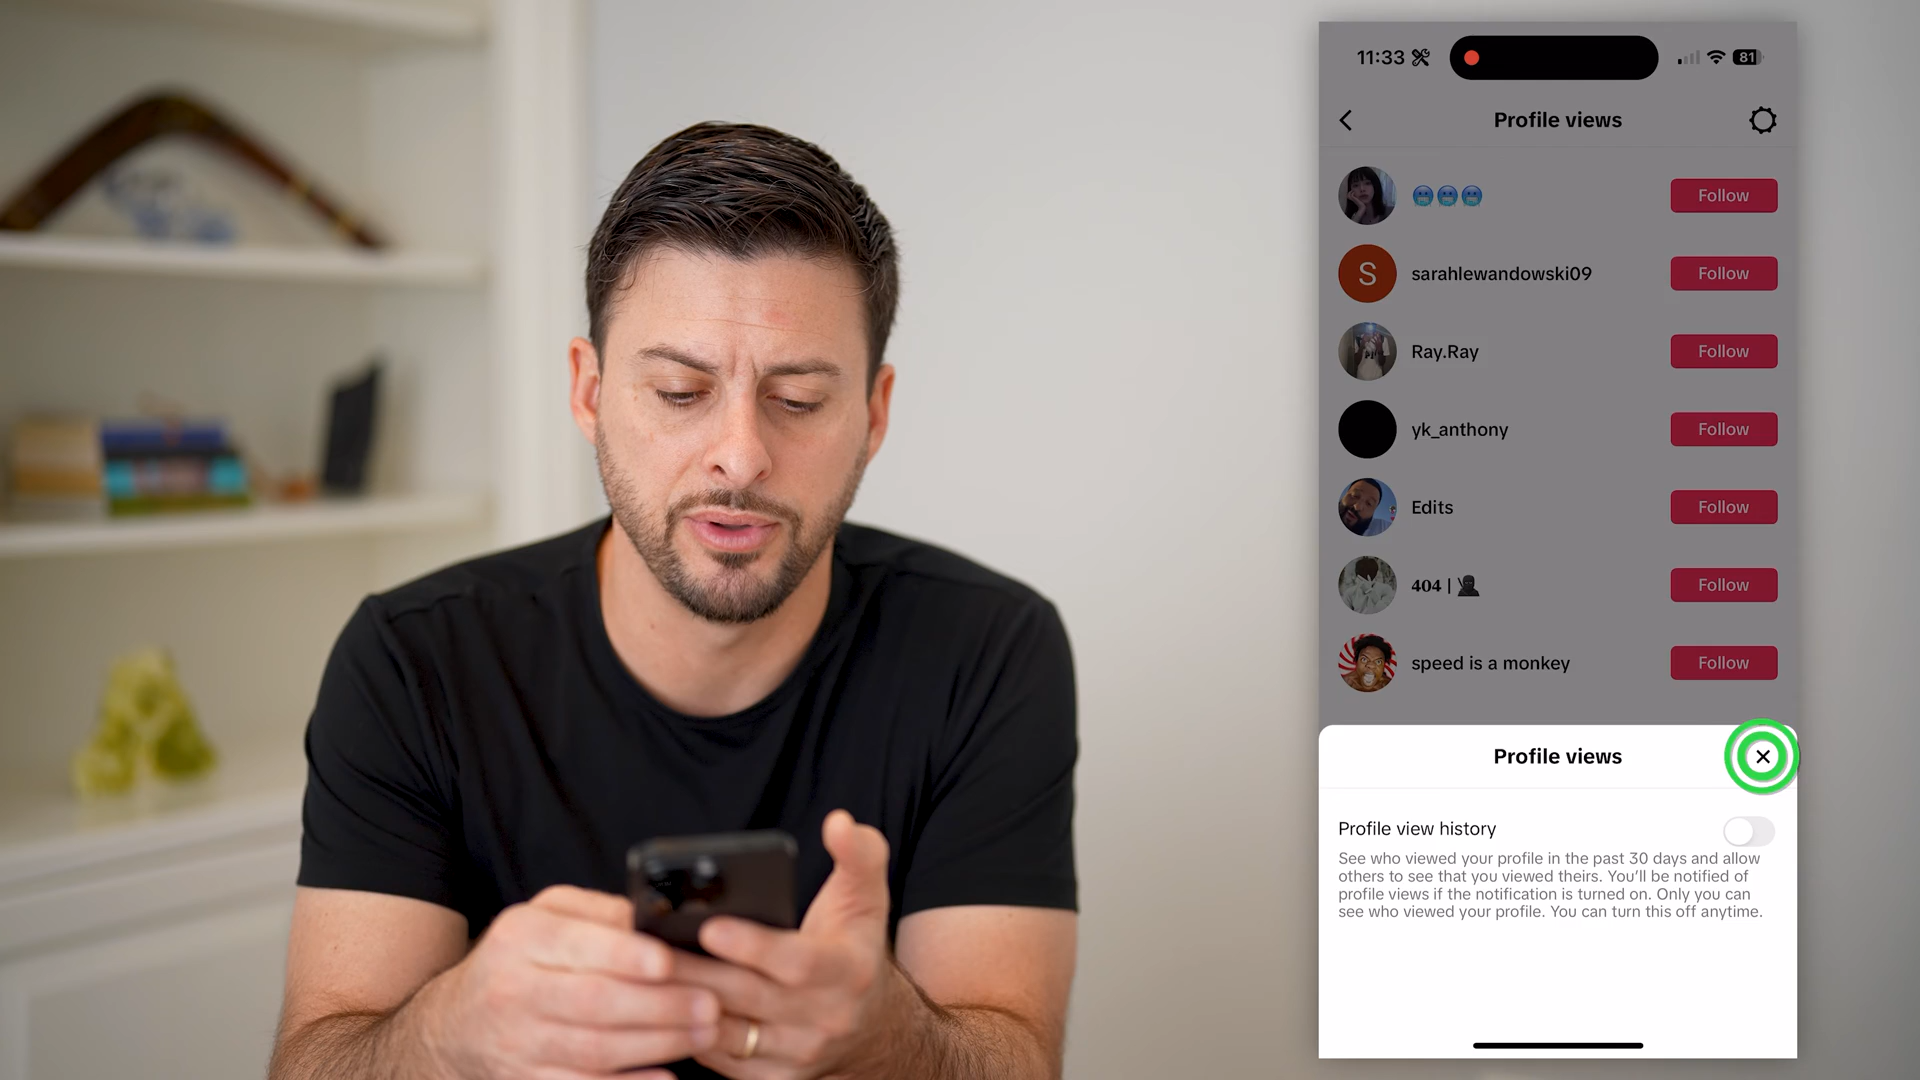 11:33
81
Profile views
🥶🥶🥶 Follow
S sarahlewandowski09 Follow
Ray.Ray Follow
yk_anthony Follow
Edits Follow
404 | 🥷 Follow
speed is a monkey Follow
Profile views
Profile view history
See who viewed your profile in the past 30 days and allow
others to see that you viewed theirs. You'll be notified of
profile views if the notification is turned on. Only you can
see who viewed your profile. You can turn this off anytime.